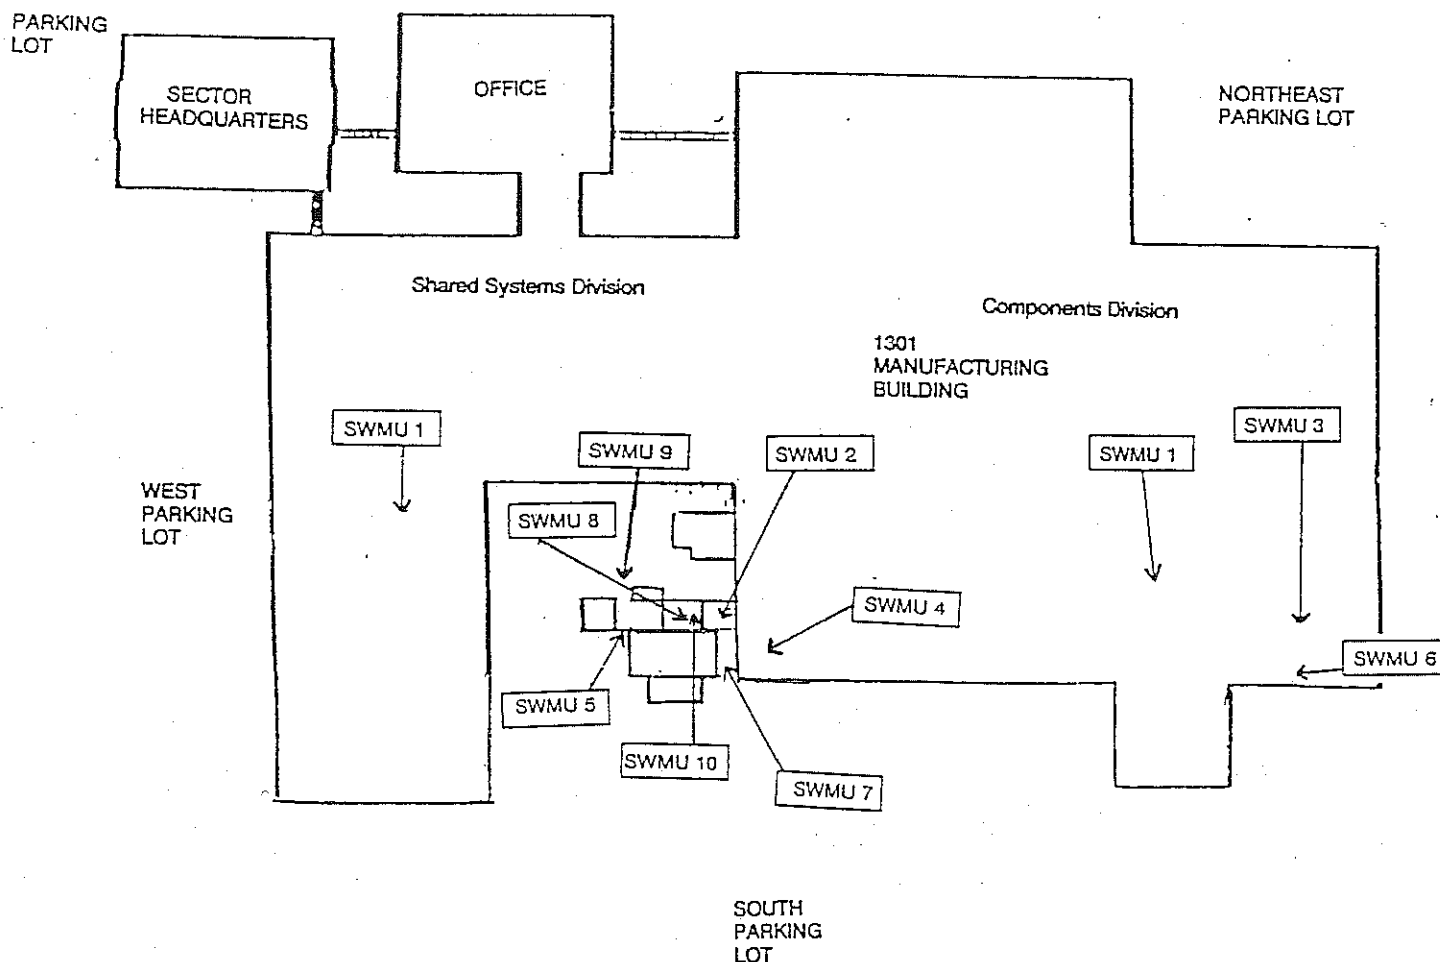 PARKING
LOT
SECTOR
HEADQUARTERS
OFFICE
NORTHEAST
PARKING LOT
Shared Systems Division
Components Division
1301
MANUFACTURING
BUILDING
SWMU 1
SWMU 9
SWMU 2
SWMU 1
SWMU 3
WEST
PARKING
LOT
SWMU 8
SWMU 4
SWMU 6
SWMU 5
SWMU 10
SWMU 7
SOUTH
PARKING
LOT